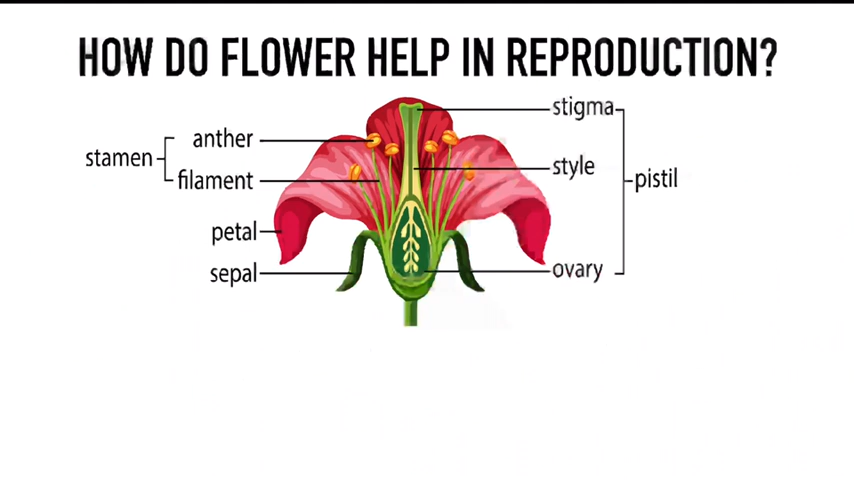 HOW DO FLOWER HELP IN REPRODUCTION?
stigma
anther
stamen
style
filament
pistil
petal
sepal
ovary